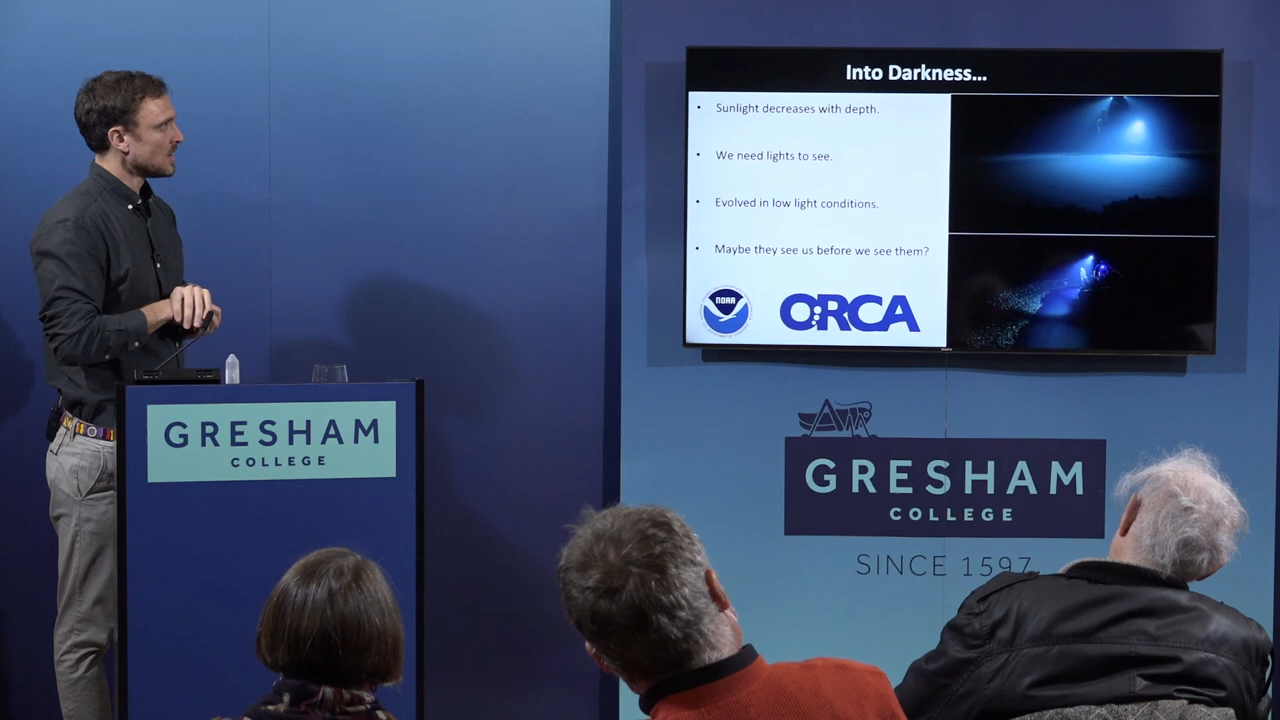 Into Darkness...
• Sunlight decreases with depth.
• We need lights to see.
• Evolved in low light conditions.
• Maybe they see us before we see them?
NOAA
ORCA
GRESHAM
COLLEGE
GRESHAM
COLLEGE
SINCE 1597